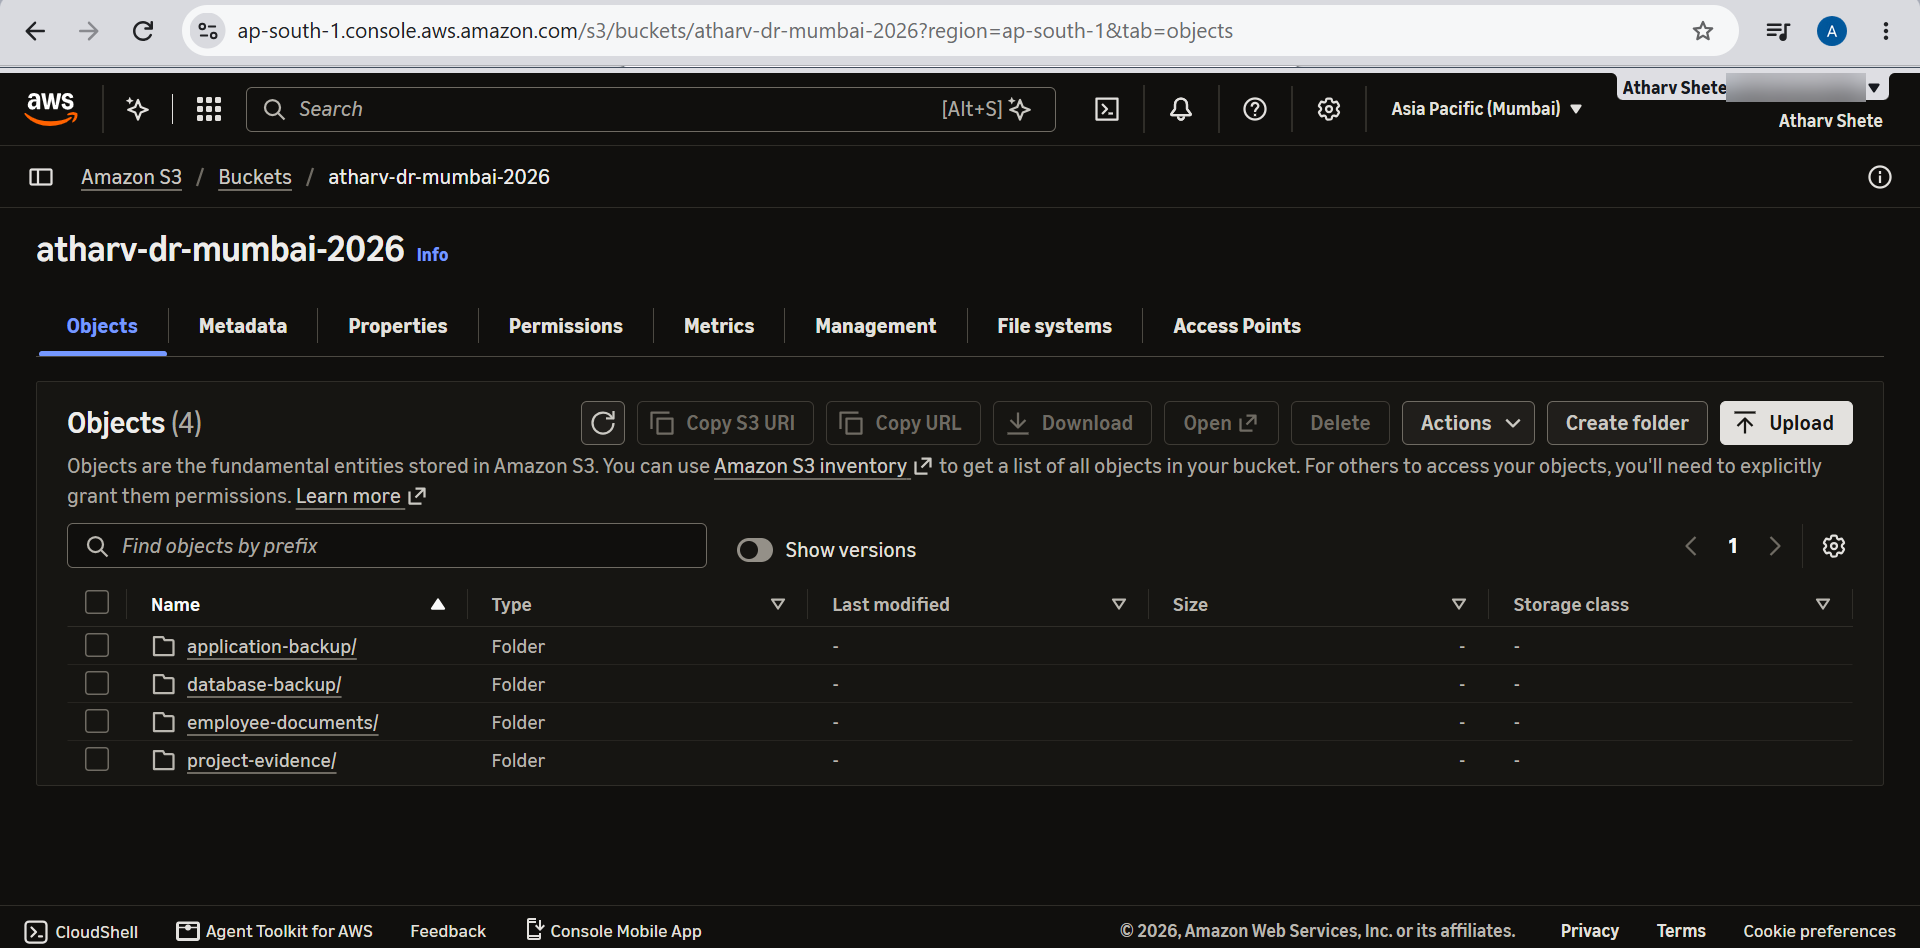 ap-south-1.console.aws.amazon.com/s3/buckets/atharv-dr-mumbai-2026?region=ap-south-1&tab=objects
A
aws
Search
[Alt+S]
Asia Pacific (Mumbai)
Atharv Shete
Atharv Shete
Amazon S3 / Buckets / atharv-dr-mumbai-2026
atharv-dr-mumbai-2026 Info
Objects Metadata Properties Permissions Metrics Management File systems Access Points
Objects (4)
Copy S3 URI Copy URL Download Open Delete Actions Create folder Upload
Objects are the fundamental entities stored in Amazon S3. You can use Amazon S3 inventory to get a list of all objects in your bucket. For others to access your objects, you'll need to explicitly
grant them permissions. Learn more
Find objects by prefix
Show versions
1
Name Type Last modified Size Storage class
application-backup/ Folder - - -
database-backup/ Folder - - -
employee-documents/ Folder - - -
project-evidence/ Folder - - -
CloudShell Agent Toolkit for AWS Feedback Console Mobile App © 2026, Amazon Web Services, Inc. or its affiliates. Privacy Terms Cookie preferences